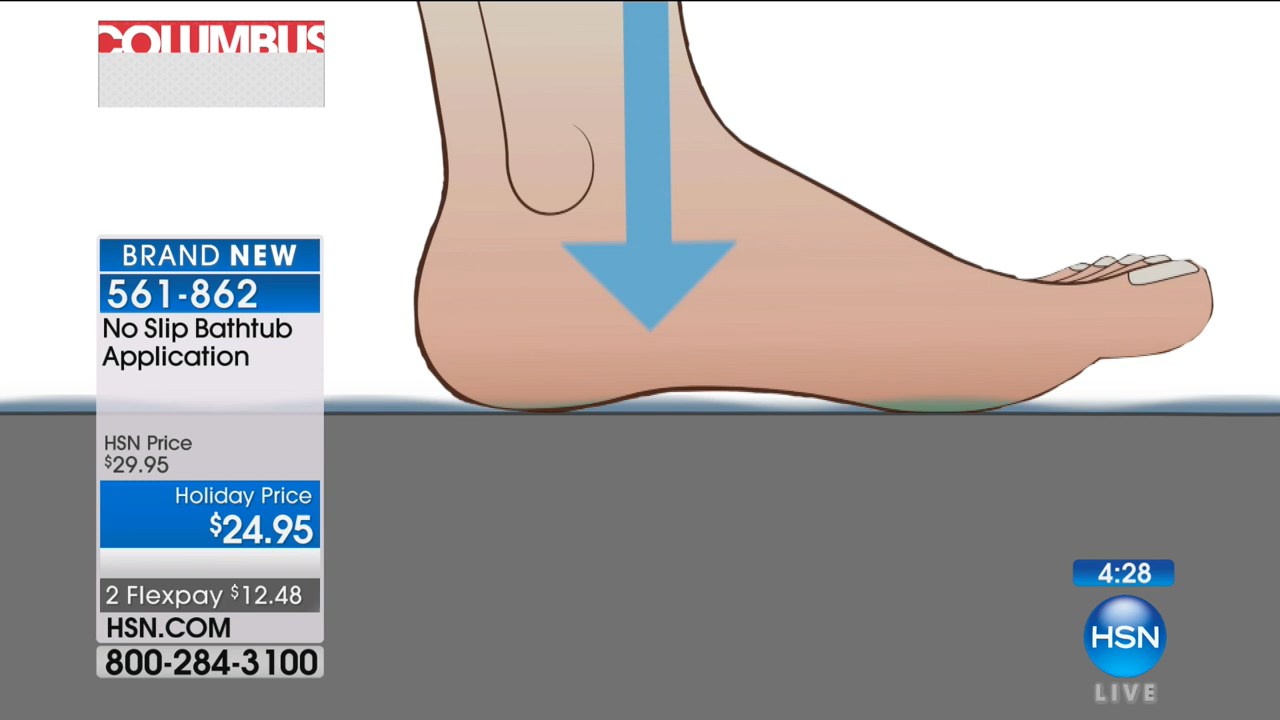 COLUMBUS
BRAND NEW
561-862
No Slip Bathtub
Application
HSN Price
$29.95
Holiday Price
$24.95
2 Flexpay $12.48
HSN.COM
800-284-3100
4:28
HSN
LIVE